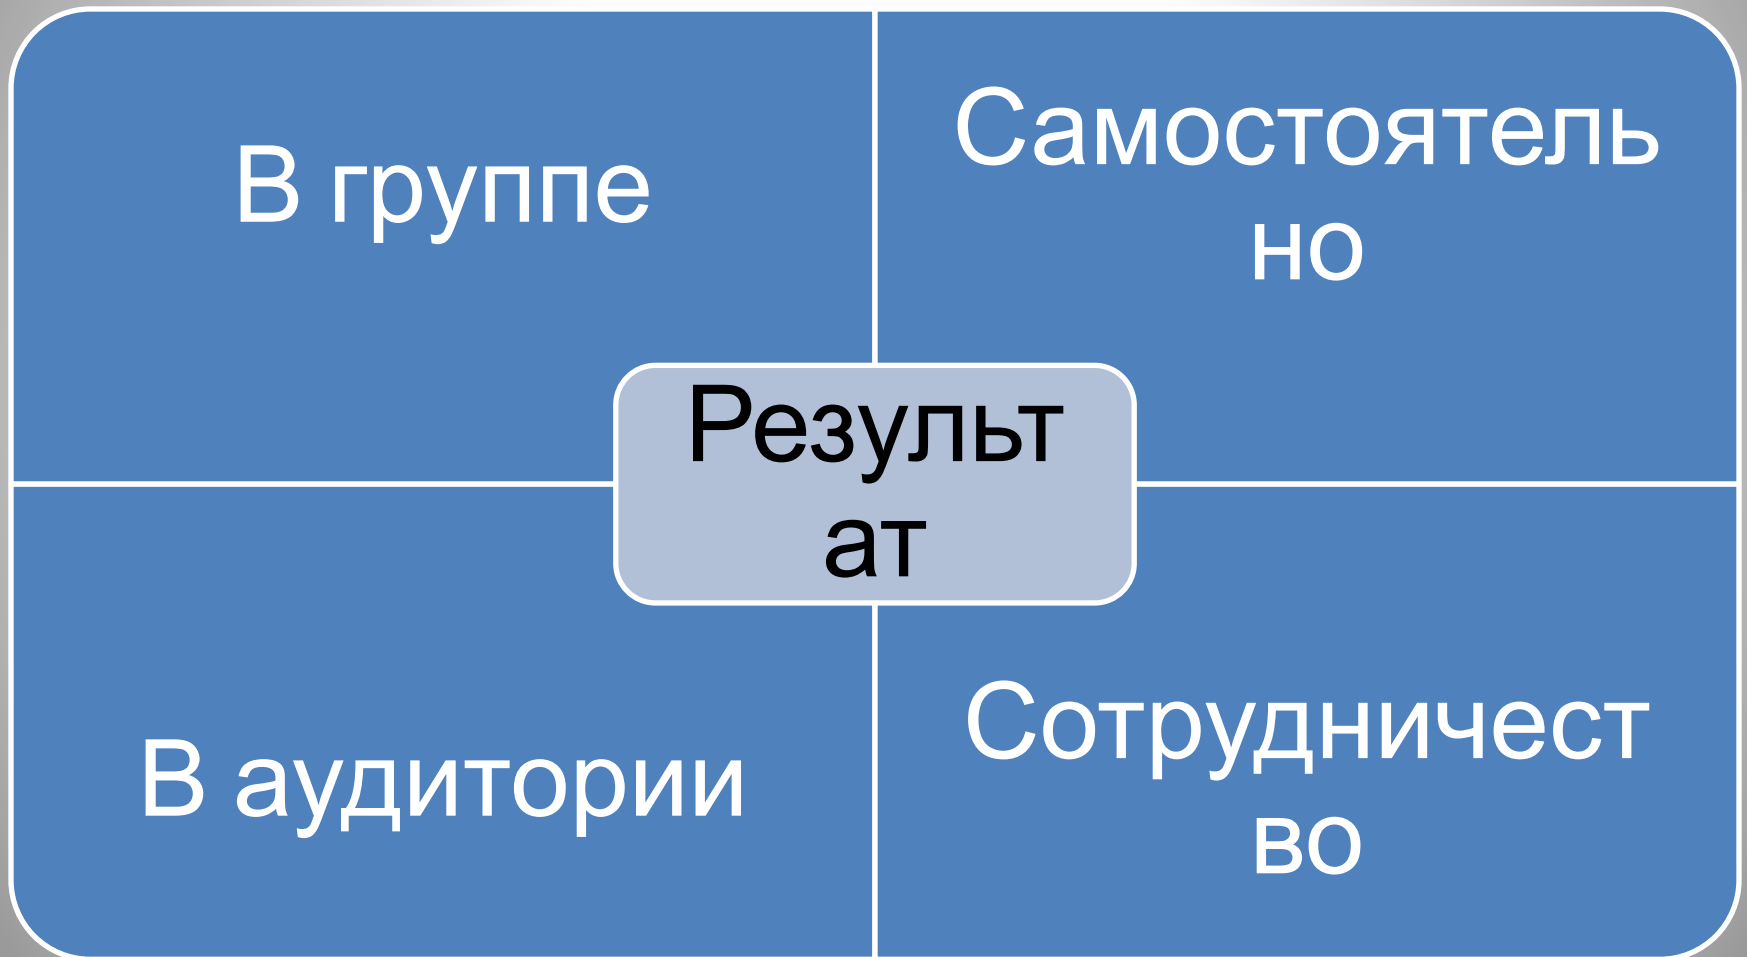 В группе
Самостоятель
но
Результ
ат
В аудитории
Сотрудничест
во